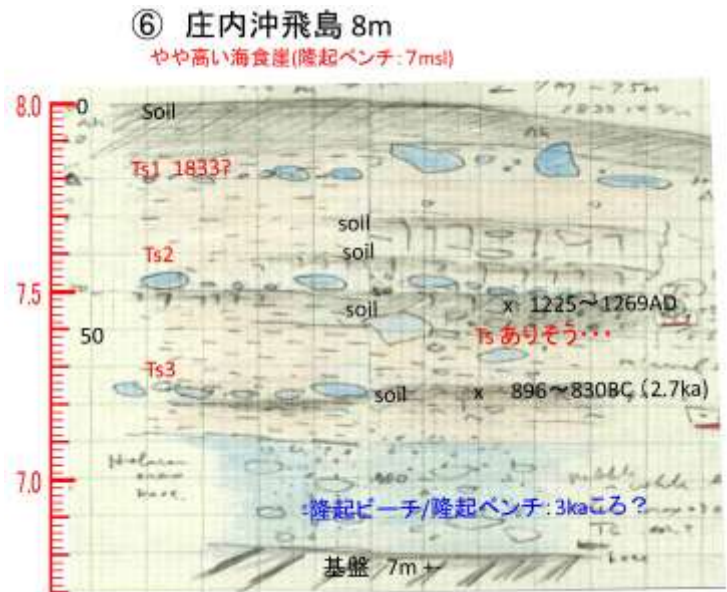 ⑥ 庄内沖飛島 8m
やや高い海食崖(隆起ベンチ：7msl)
8.0
0
Soil
Ts1 1833?
soil
soil
Ts2
7.5
soil
x 1225～1269AD
50
Ts ありそう・・・
Ts3
soil
x 896～830BC (2.7ka)
7.0
:隆起ビーチ/隆起ベンチ：3kaころ？
基盤 7m